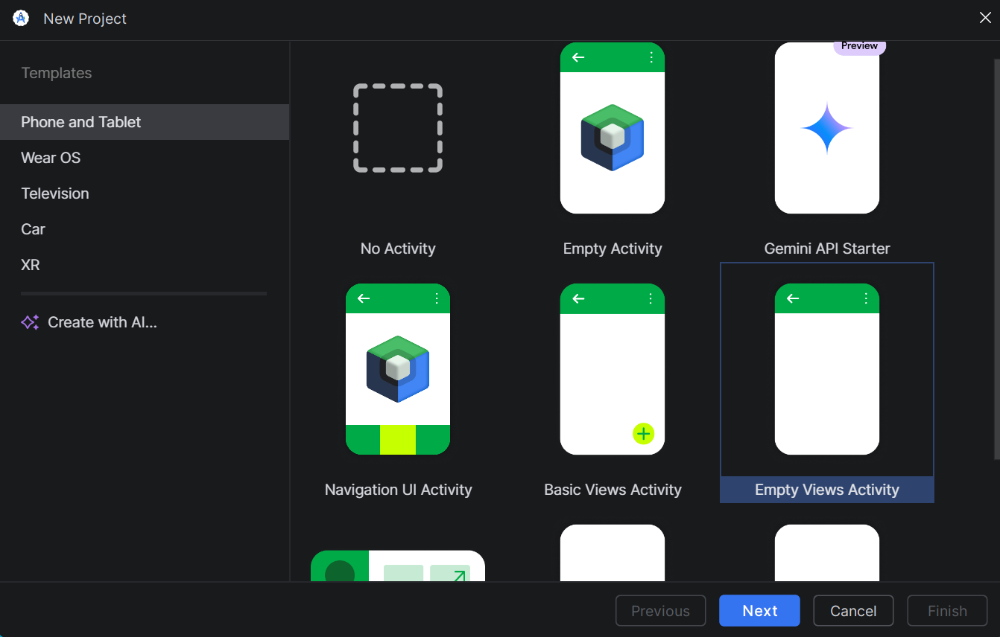 New Project
Templates
Phone and Tablet
Wear OS
Television
Car
XR
Create with AI...
Preview
No Activity
Empty Activity
Gemini API Starter
Navigation UI Activity
Basic Views Activity
Empty Views Activity
Previous
Next
Cancel
Finish